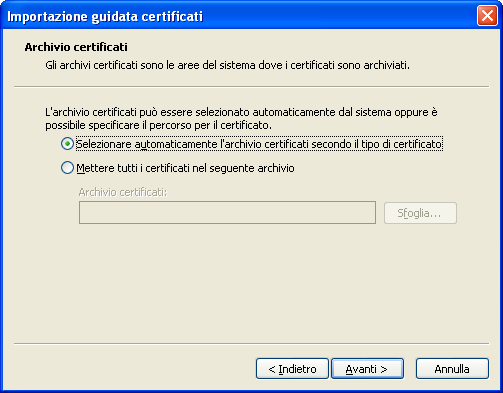 Importazione guidata certificati
Archivio certificati
Gli archivi certificati sono le aree del sistema dove i certificati sono archiviati.
L'archivio certificati può essere selezionato automaticamente dal sistema oppure è
possibile specificare il percorso per il certificato.
Selezionare automaticamente l'archivio certificati secondo il tipo di certificato
Mettere tutti i certificati nel seguente archivio
Archivio certificati:
Sfoglia...
< Indietro
Avanti >
Annulla